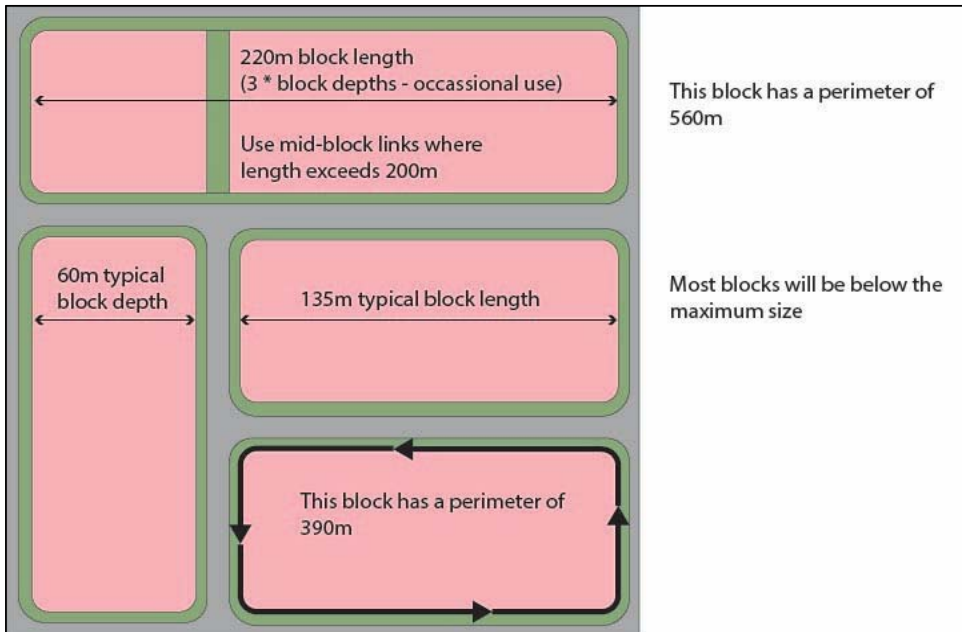 220m block length
(3 * block depths - occassional use)
Use mid-block links where
length exceeds 200m
This block has a perimeter of
560m
60m typical
block depth
135m typical block length
Most blocks will be below the
maximum size
This block has a perimeter of
390m